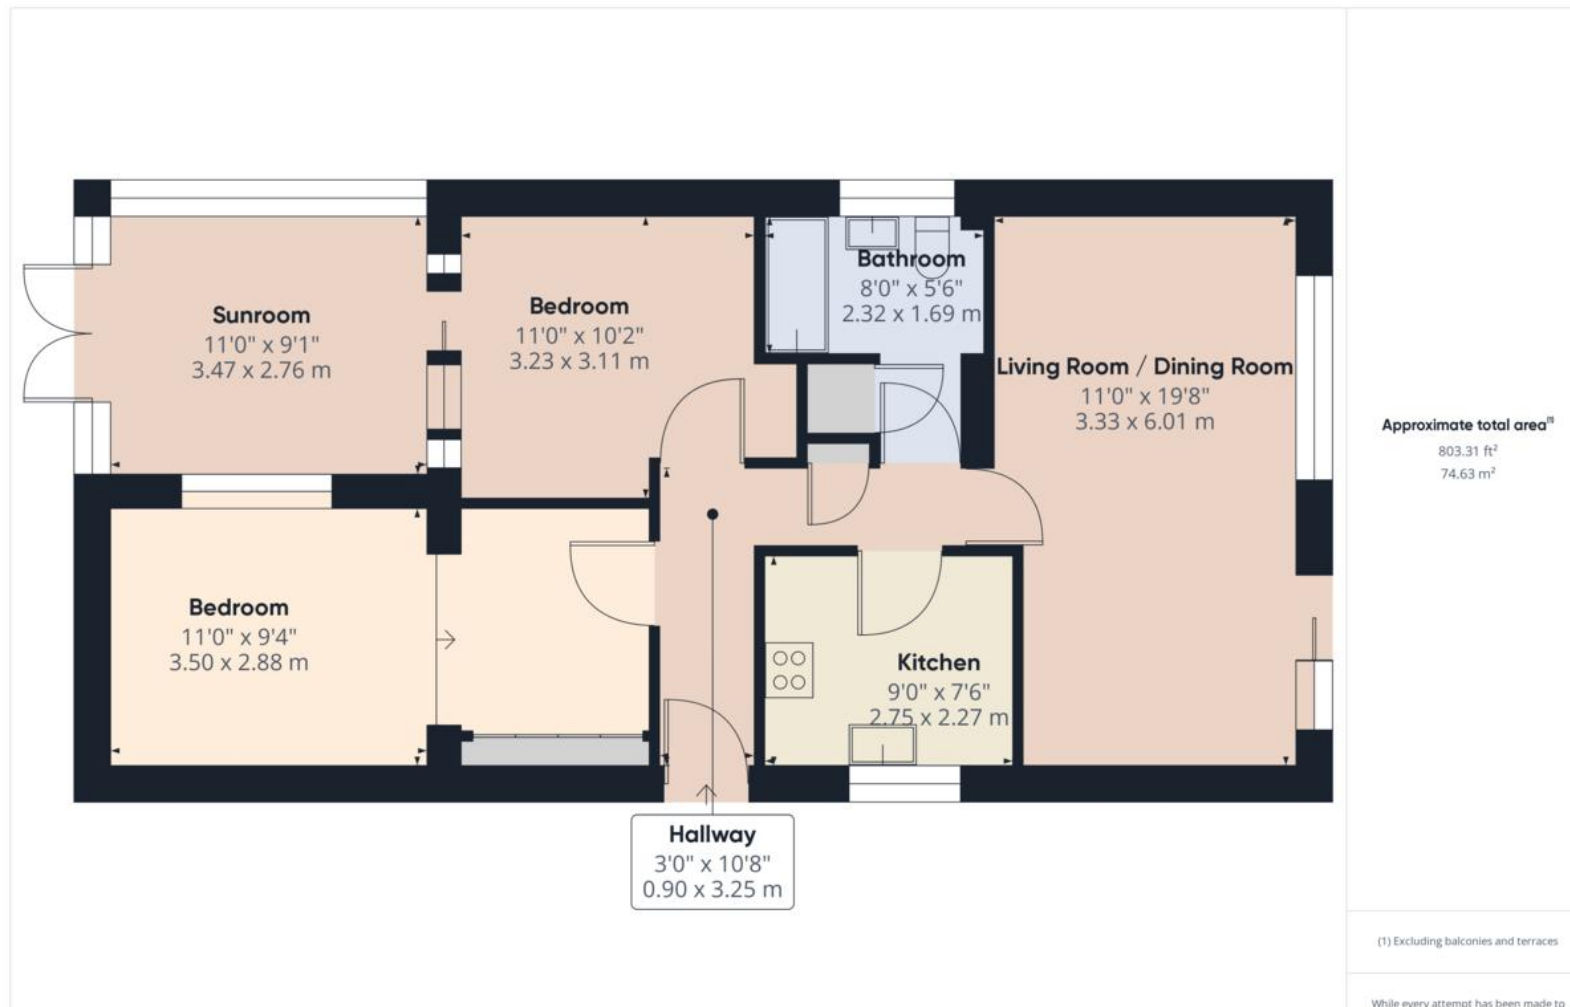 Sunroom
11'0" x 9'1"
3.47 x 2.76 m
Bedroom
11'0" x 10'2"
3.23 x 3.11 m
Bathroom
8'0" x 5'6"
2.32 x 1.69 m
Living Room / Dining Room
11'0" x 19'8"
3.33 x 6.01 m
Bedroom
11'0" x 9'4"
3.50 x 2.88 m
Kitchen
9'0" x 7'6"
2.75 x 2.27 m
Hallway
3'0" x 10'8"
0.90 x 3.25 m
Approximate total area(1)
803.31 ft²
74.63 m²
(1) Excluding balconies and terraces
While every attempt has been made to